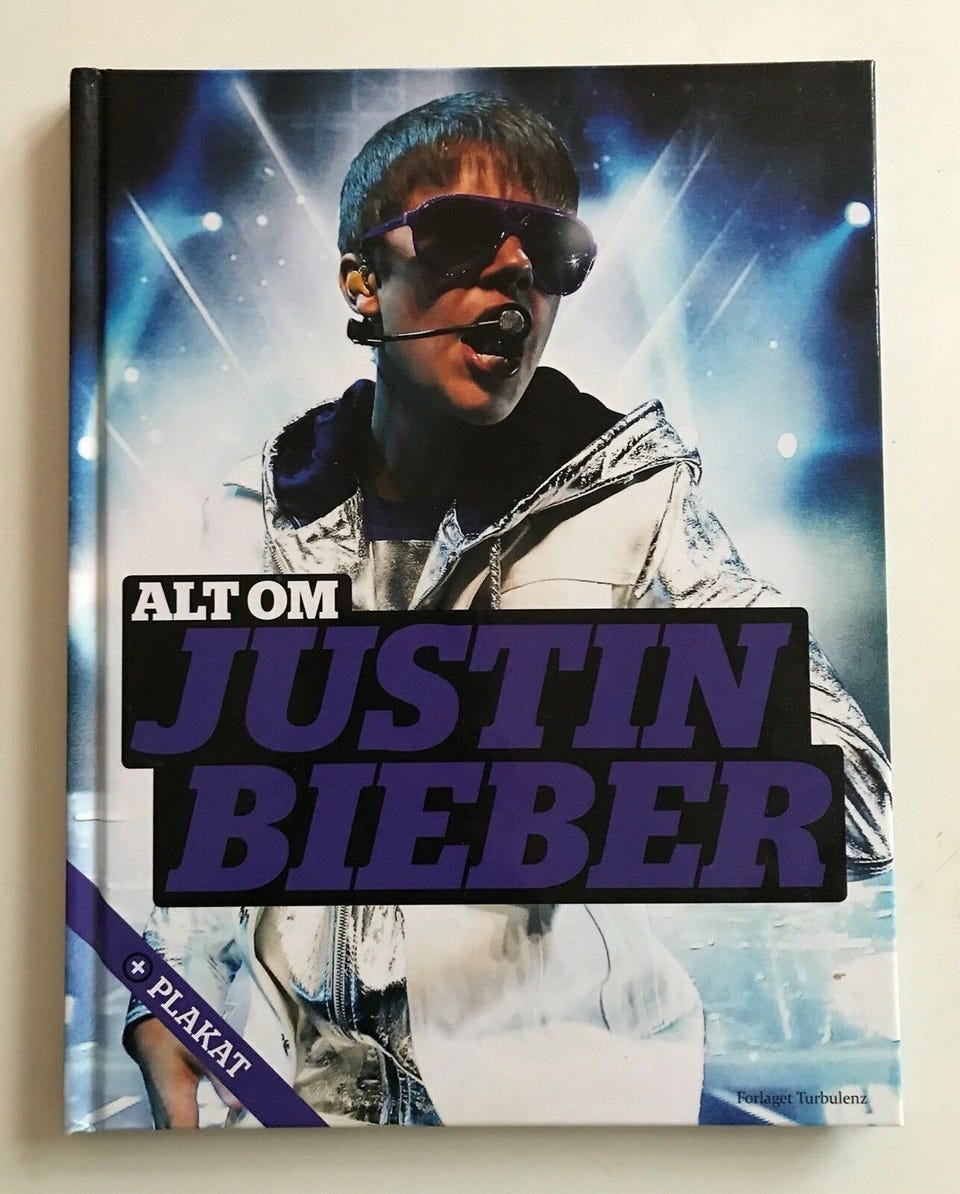 ALT OM
JUSTIN
BIEBER
+ PLAKAT
Forlaget Turbulenz